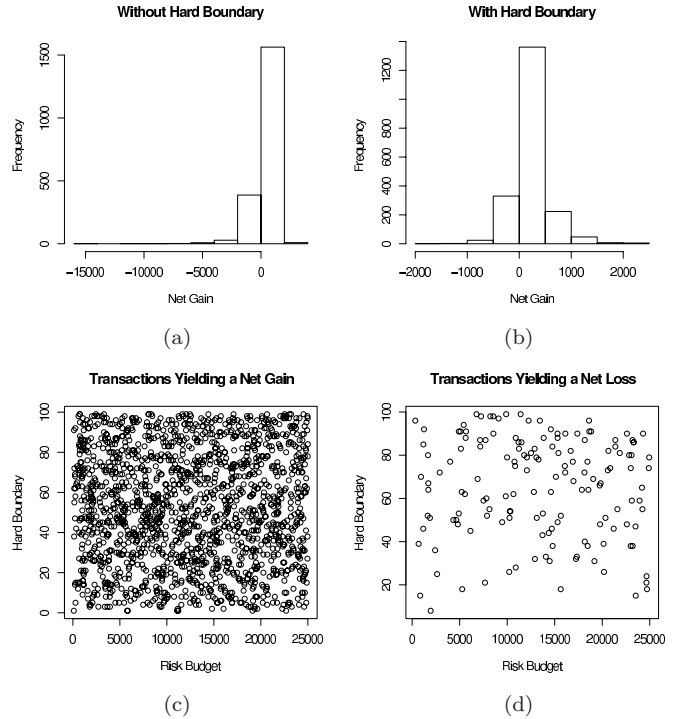 Without Hard Boundary
Frequency
0 500 1000 1500
−15000 −10000 −5000 0
Net Gain
(a)
With Hard Boundary
Frequency
0 200 400 600 800 1200
−2000 −1000 0 1000 2000
Net Gain
(b)
Transactions Yielding a Net Gain
Hard Boundary
0 20 40 60 80 100
0 5000 10000 15000 20000 25000
Risk Budget
(c)
Transactions Yielding a Net Loss
Hard Boundary
20 40 60 80 100
0 5000 10000 15000 20000 25000
Risk Budget
(d)